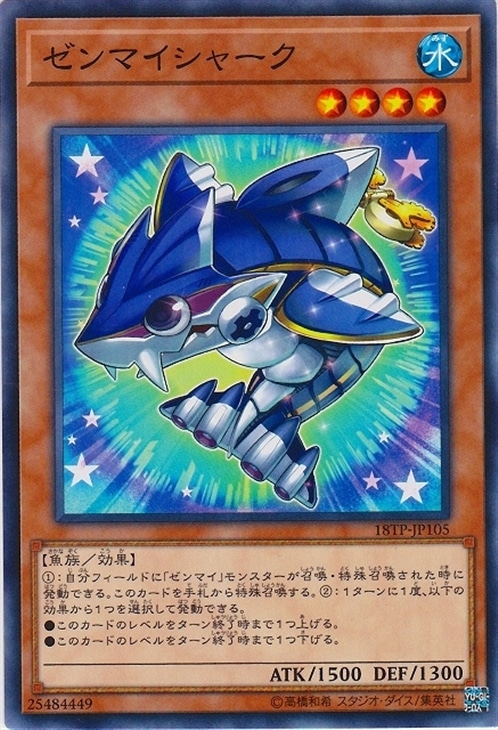 ゼンマイシャーク
水
18TP-JP105
【魚族/効果】
①:自分フィールドに「ゼンマイ」モンスターが召喚・特殊召喚された時に
発動できる。このカードを手札から特殊召喚する。②:1ターンに1度、以下の
効果から1つを選択して発動できる。
●このカードのレベルをターン終了時まで1つ上げる。
●このカードのレベルをターン終了時まで1つ下げる。
ATK/1500 DEF/1300
25484449
©高橋和希 スタジオ・ダイス/集英社